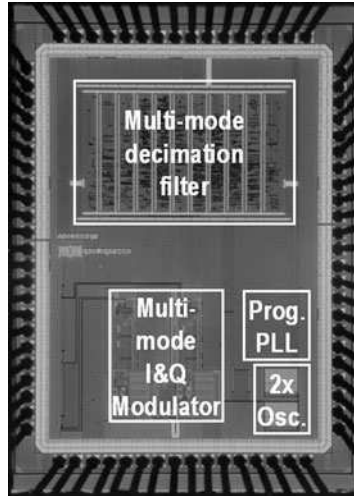 Multi-mode
decimation
filter
Multi-
mode
I&Q
Modulator
Prog.
PLL
2x
Osc.